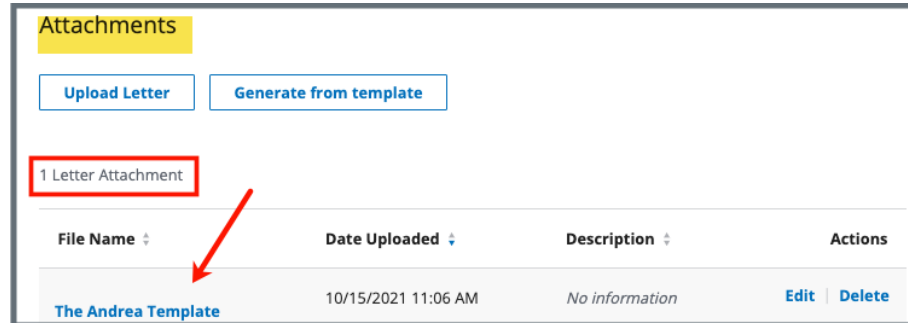 Attachments
Upload Letter Generate from template
1 Letter Attachment
File Name Date Uploaded Description Actions
The Andrea Template 10/15/2021 11:06 AM No information Edit Delete